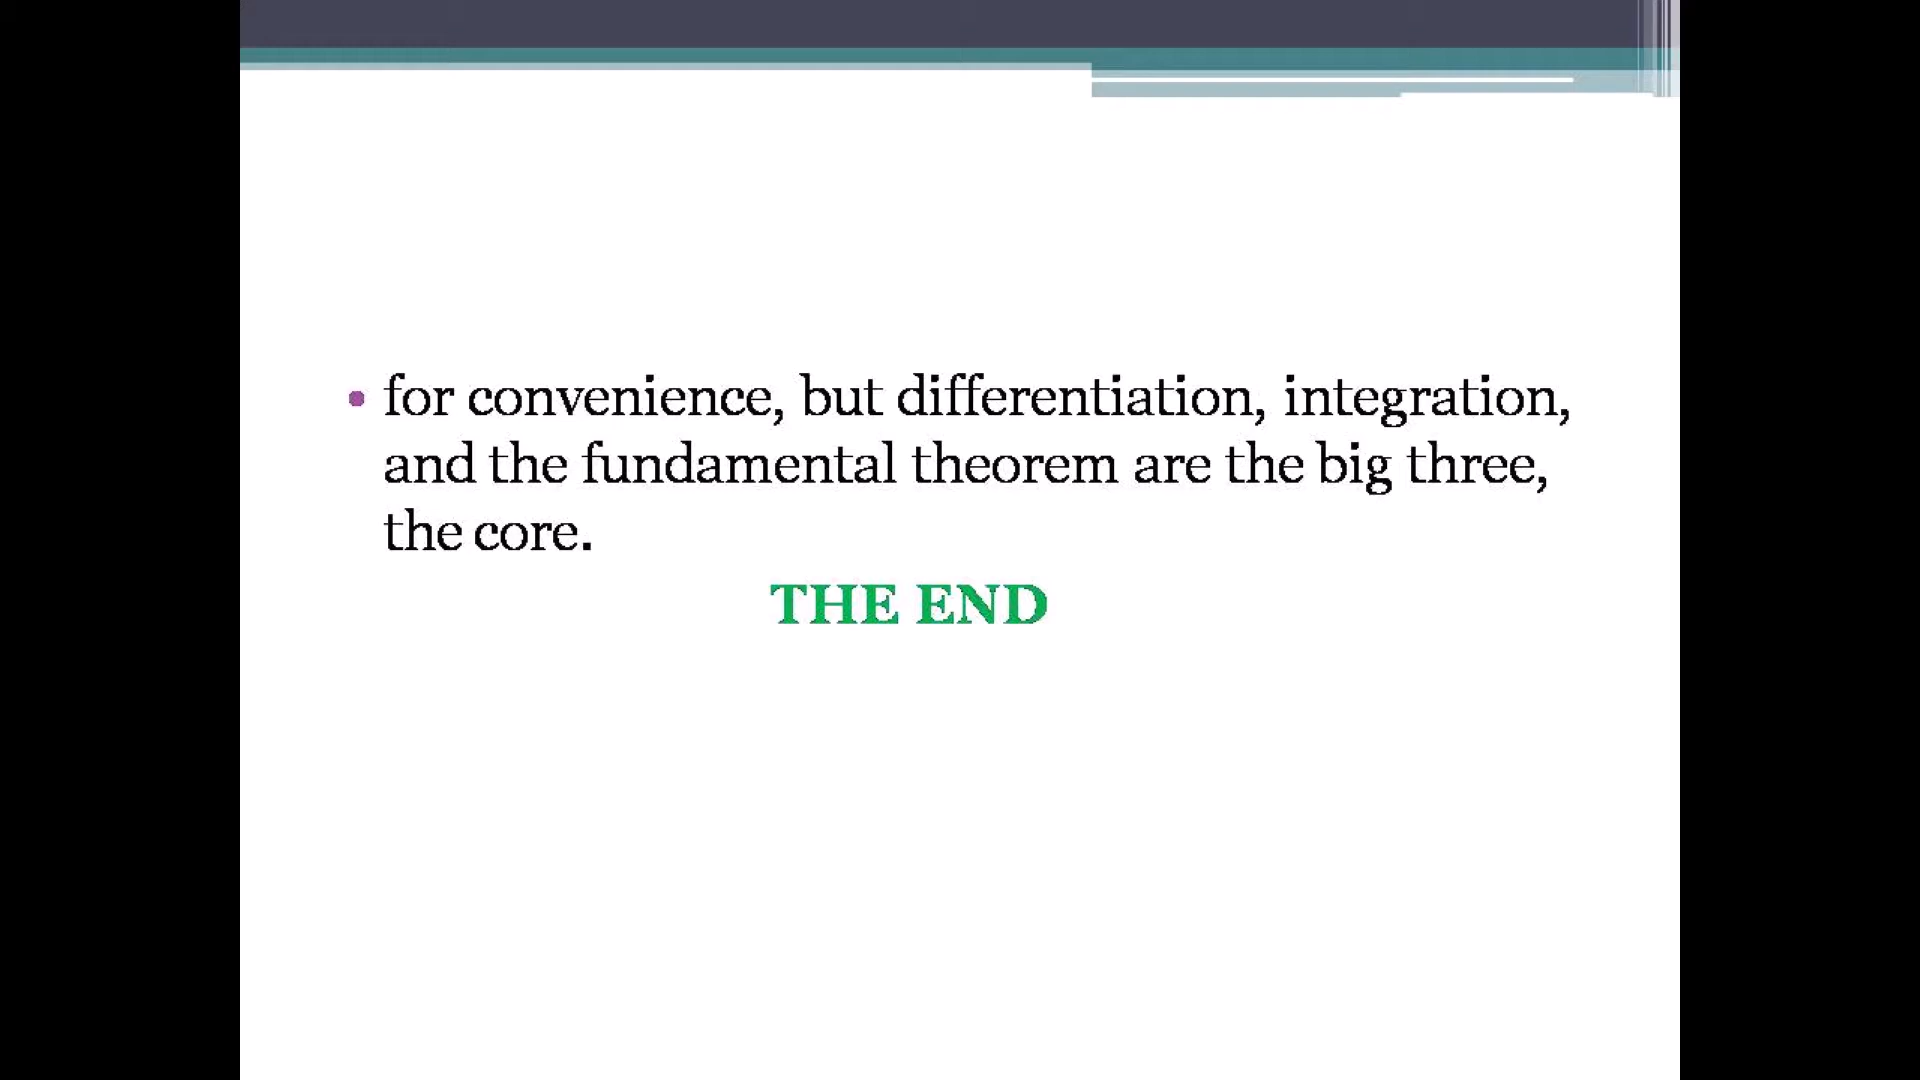 • for convenience, but differentiation, integration,
and the fundamental theorem are the big three,
the core.
THE END